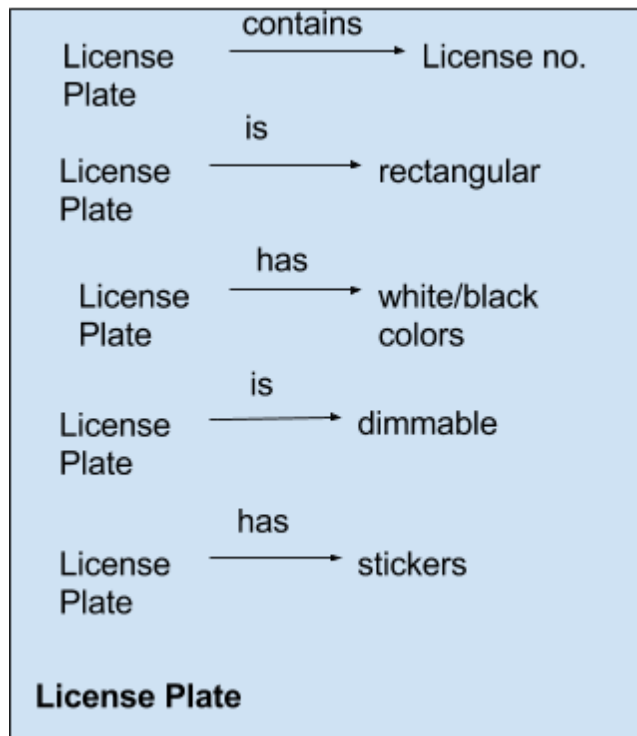 contains
License Plate
License no.
is
License Plate
rectangular
has
License Plate
white/black colors
is
License Plate
dimmable
has
License Plate
stickers
License Plate